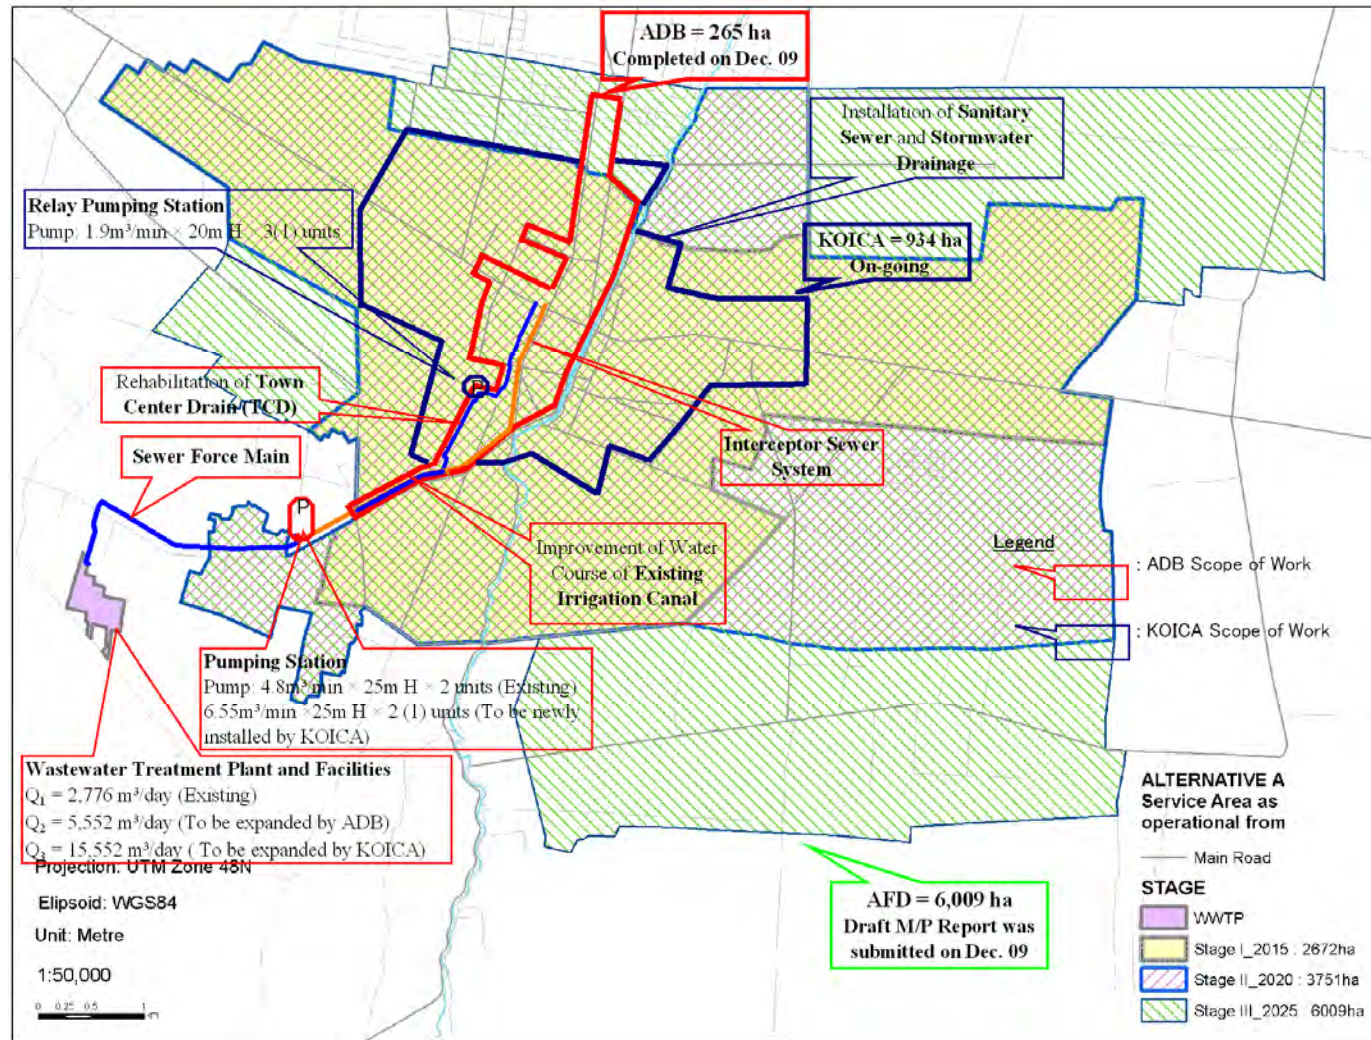 ADB = 265 ha
Completed on Dec. 09
Installation of Sanitary
Sewer and Stormwater
Drainage
Relay Pumping Station
Pump: 1.9m³/min × 20m H × 3(1) units
KOICA = 934 ha
On-going
P
Rehabilitation of Town
Center Drain (TCD)
Interceptor Sewer
System
Sewer Force Main
P
Improvement of Water
Course of Existing
Irrigation Canal
Legend
: ADB Scope of Work
: KOICA Scope of Work
Pumping Station
Pump: 4.8m³/min × 25m H × 2 units (Existing)
6.55m³/min ×25m H × 2 (1) units (To be newly
installed by KOICA)
Wastewater Treatment Plant and Facilities
Q₁ = 2,776 m³/day (Existing)
Q₂ = 5,552 m³/day (To be expanded by ADB)
Q₃ = 15,552 m³/day ( To be expanded by KOICA)
Projection: UTM Zone 48N
Elipsoid: WGS84
Unit: Metre
1:50,000
0 0.25 0.5 1
AFD = 6,009 ha
Draft M/P Report was
submitted on Dec. 09
ALTERNATIVE A
Service Area as
operational from
Main Road
STAGE
WWTP
Stage I_2015 : 2672ha
Stage II_2020 : 3751ha
Stage III_2025 : 6009ha